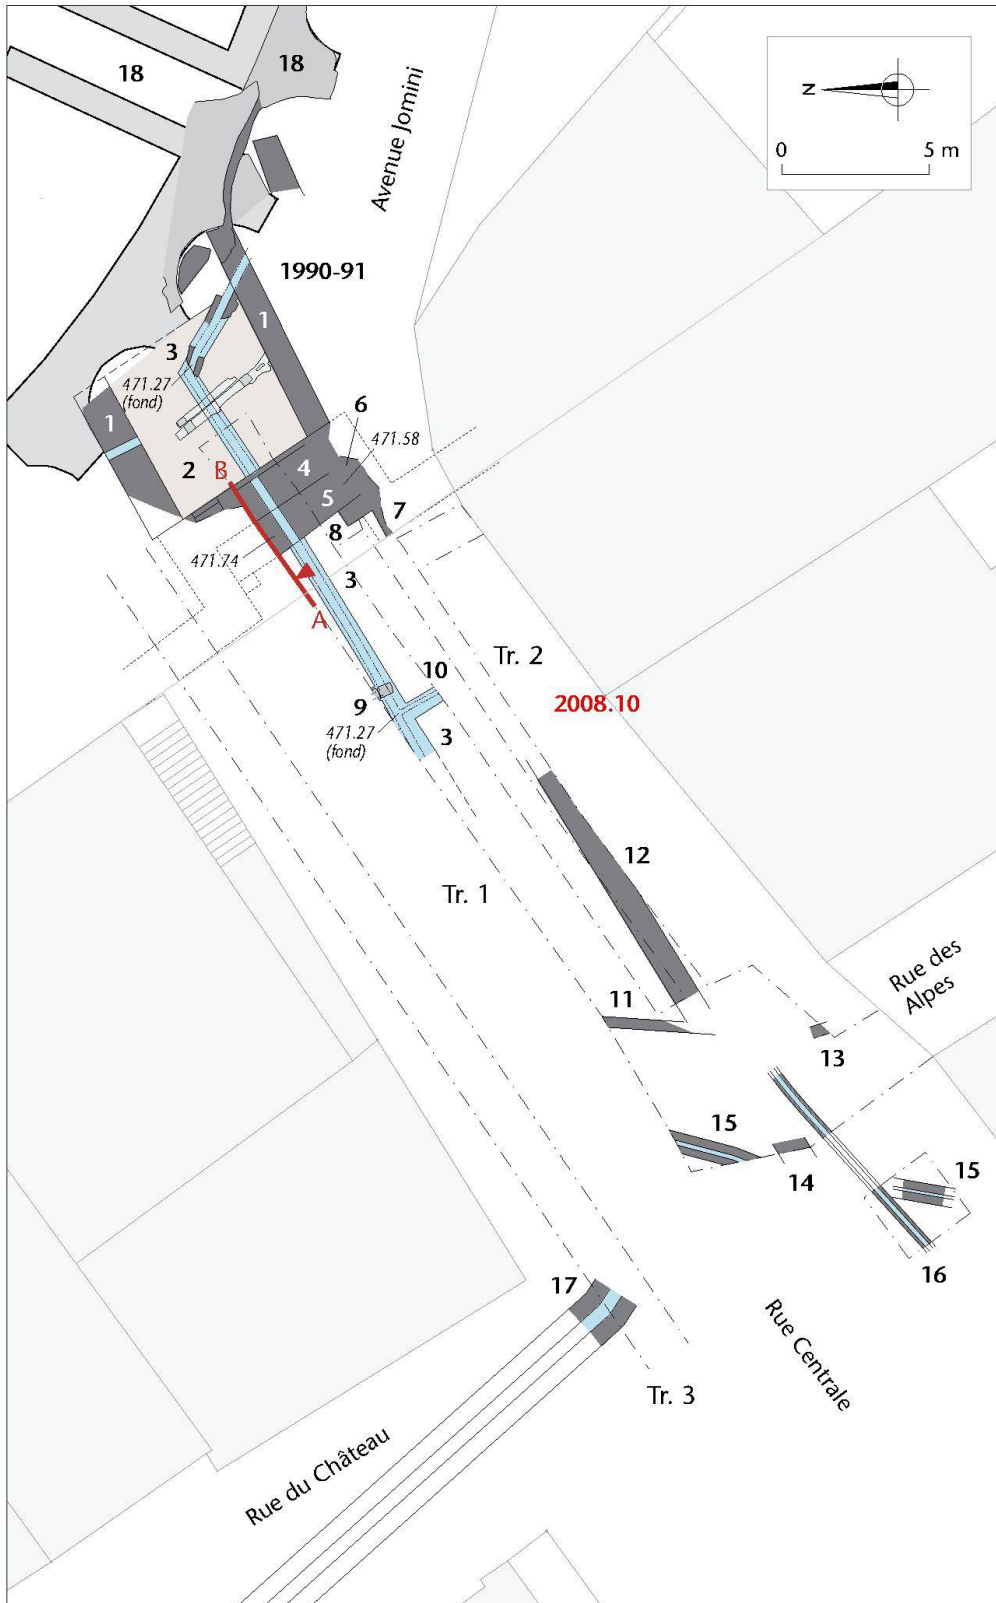 18
18
Avenue Jomini
N
0 5 m
1990-91
1
3
471.27
(fond)
1
6
471.58
2
B
4
5
7
8
471.74
3
A
Tr. 2
10
9
2008.10
471.27
(fond)
3
12
Tr. 1
Rue des
Alpes
11
13
15
14
15
16
17
Rue Centrale
Tr. 3
Rue du Château